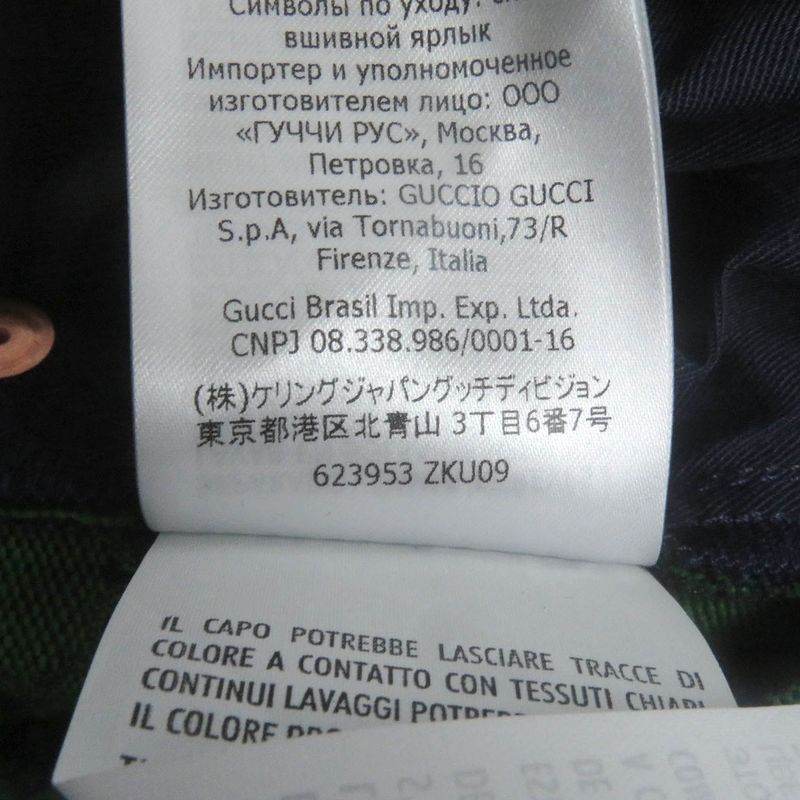 Символы по уходу: см.
вшивной ярлык
Импортер и уполномоченное
изготовителем лицо: ООО
«ГУЧЧИ РУС», Москва,
Петровка, 16
Изготовитель: GUCCIO GUCCI
S.p.A, via Tornabuoni,73/R
Firenze, Italia
Gucci Brasil Imp. Exp. Ltda.
CNPJ 08.338.986/0001-16
(株)ケリングジャパングッチディビジョン
東京都港区北青山 3丁目6番7号
623953 ZKU09
IL CAPO POTREBBE LASCIARE TRACCE DI
COLORE A CONTATTO CON TESSUTI CHIARI
CONTINUI LAVAGGI
IL COLORE